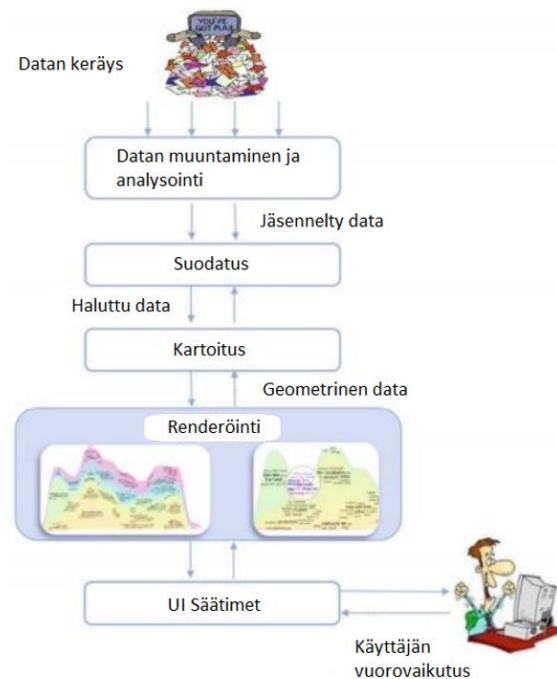 YOU'VE
GOT MAIL
Datan keräys
Datan muuntaminen ja
analysointi
Jäsennelty data
Suodatus
Haluttu data
Kartoitus
Geometrinen data
Renderöinti
UI Säätimet
Käyttäjän
vuorovaikutus